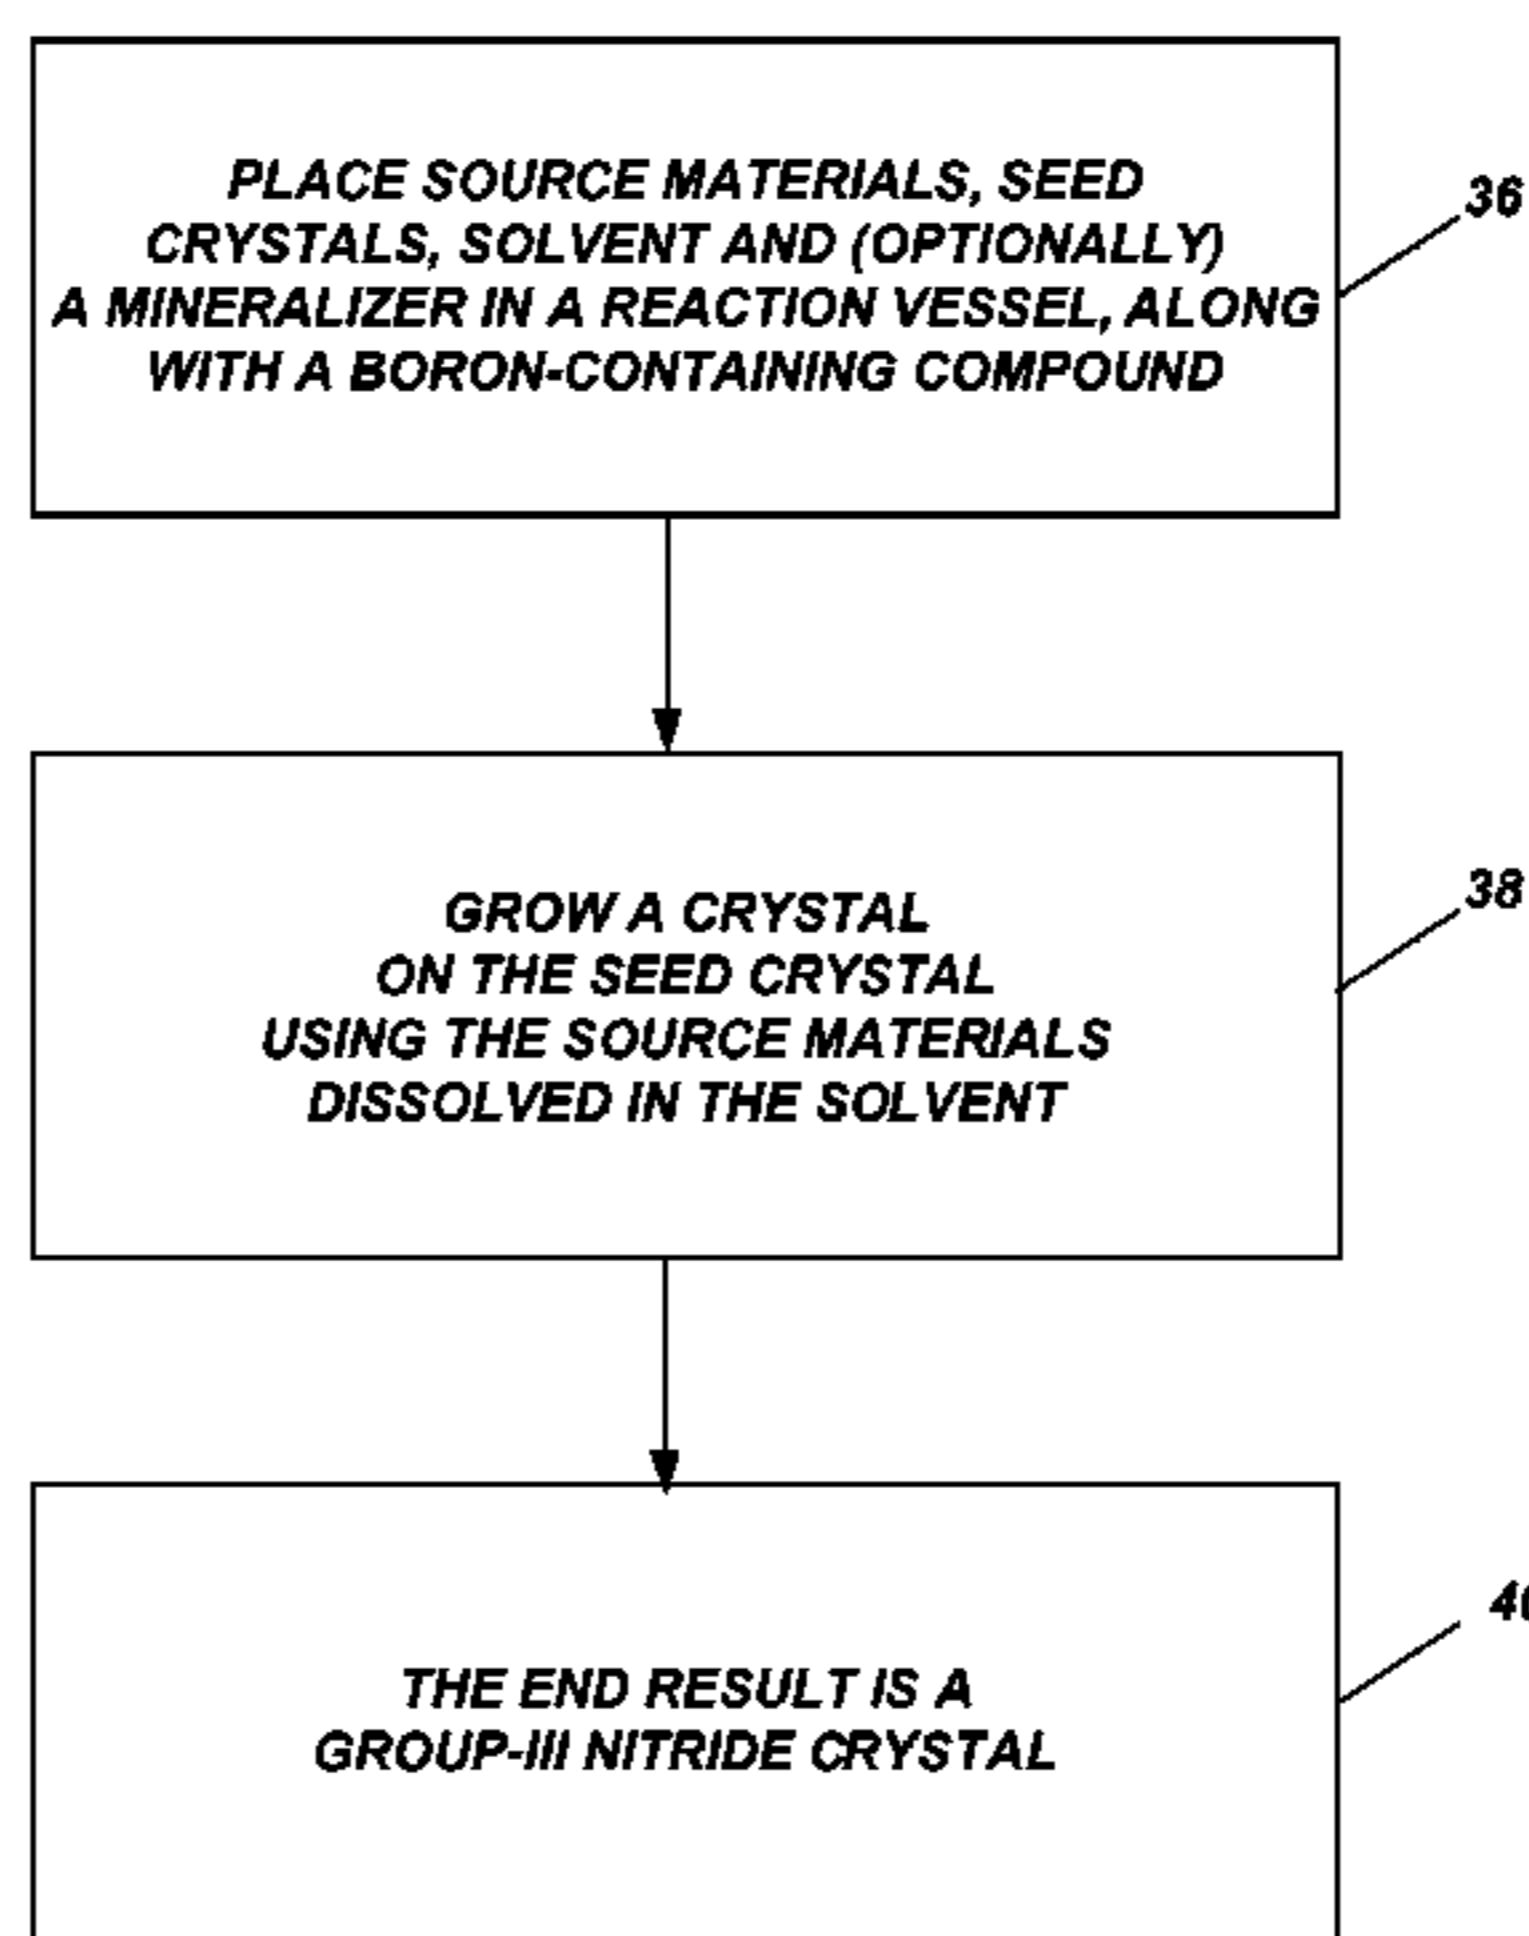 PLACE SOURCE MATERIALS, SEED
CRYSTALS, SOLVENT AND (OPTIONALLY)
A MINERALIZER IN A REACTION VESSEL, ALONG
WITH A BORON-CONTAINING COMPOUND
36
GROW A CRYSTAL
ON THE SEED CRYSTAL
USING THE SOURCE MATERIALS
DISSOLVED IN THE SOLVENT
38
THE END RESULT IS A
GROUP-III NITRIDE CRYSTAL